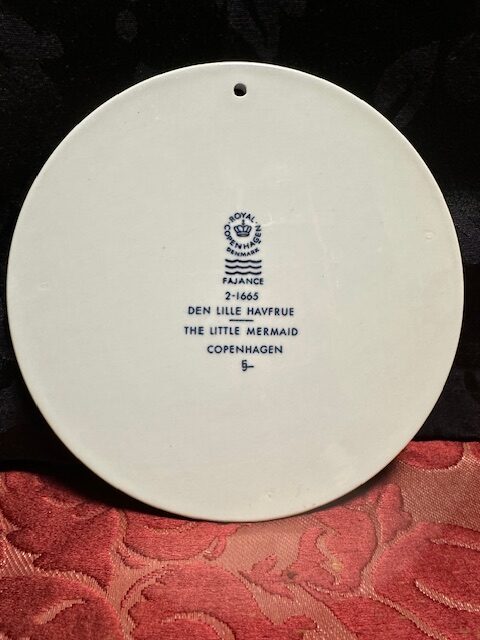 ROYAL
COPENHAGEN
DENMARK
FAJANCE
2-1665
DEN LILLE HAVFRUE
THE LITTLE MERMAID
COPENHAGEN